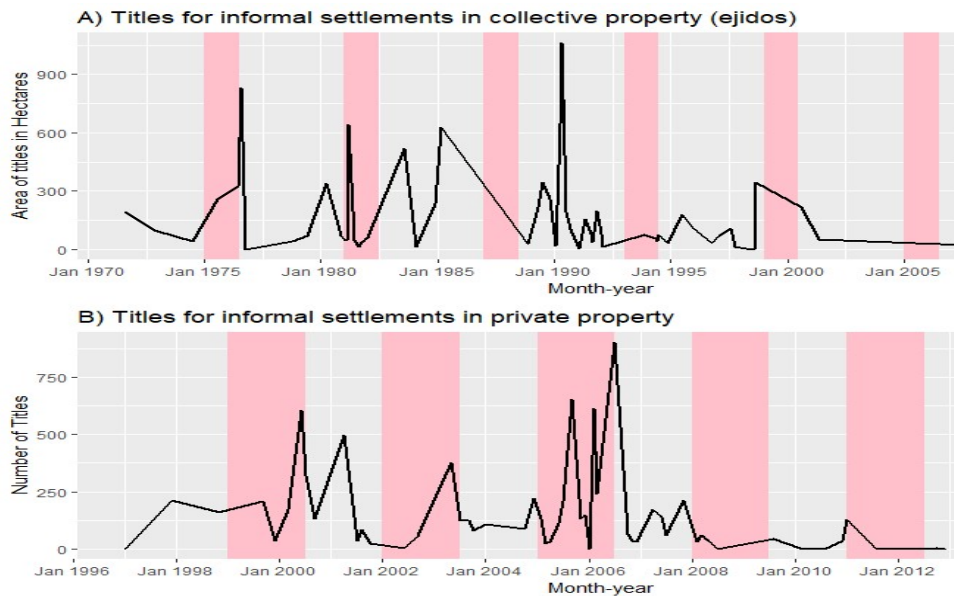 A) Titles for informal settlements in collective property (ejidos)
Area of titles in Hectares
900
600
300
0
Jan 1970 Jan 1975 Jan 1980 Jan 1985 Jan 1990 Jan 1995 Jan 2000 Jan 2005
Month-year
B) Titles for informal settlements in private property
Number of Titles
750
500
250
0
Jan 1996 Jan 1998 Jan 2000 Jan 2002 Jan 2004 Jan 2006 Jan 2008 Jan 2010 Jan 2012
Month-year